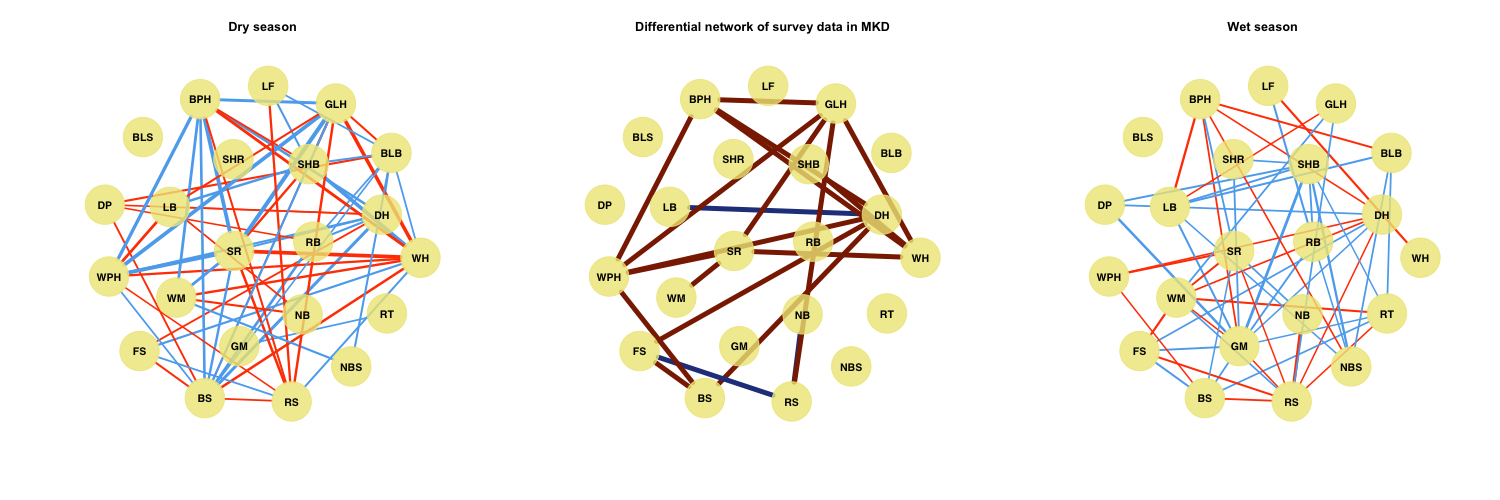 Dry season
Differential network of survey data in MKD
Wet season
LF
BPH
GLH
BLS
SHR
SHB
BLB
DP
LB
DH
SR
RB
WH
WPH
WM
NB
RT
FS
GM
NBS
BS
RS
LF
BPH
GLH
BLS
SHR
SHB
BLB
DP
LB
DH
SR
RB
WH
WPH
WM
NB
RT
FS
GM
NBS
BS
RS
LF
BPH
GLH
BLS
SHR
SHB
BLB
DP
LB
DH
SR
RB
WH
WPH
WM
NB
RT
FS
GM
NBS
BS
RS